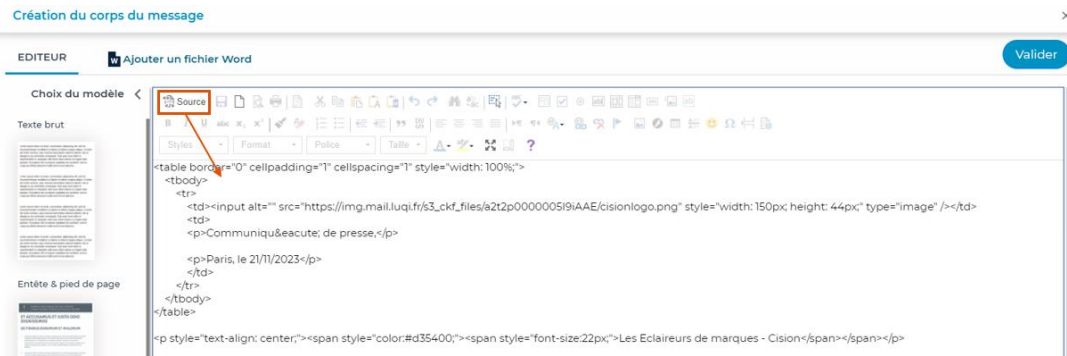 Création du corps du message
EDITEUR
Ajouter un fichier Word
Valider
Choix du modèle
Texte brut
Entête & pied de page
Source
Styles
Format
Police
Taille
<table border="0" cellpadding="1" cellspacing="1" style="width: 100%;">
<tbody>
<tr>
<td><input alt="" src="https://img.mail.luqi.fr/s3_ckf_files/a2t2p0000005I9iAAE/cisionlogo.png" style="width: 150px; height: 44px;" type="image" /></td>
<td>
<p>Communiqu&eacute; de presse,</p>
<p>Paris, le 21/11/2023</p>
</td>
</tr>
</tbody>
</table>
<p style="text-align: center;"><span style="color:#d35400;"><span style="font-size:22px;">Les Eclaireurs de marques - Cision</span></span></p>